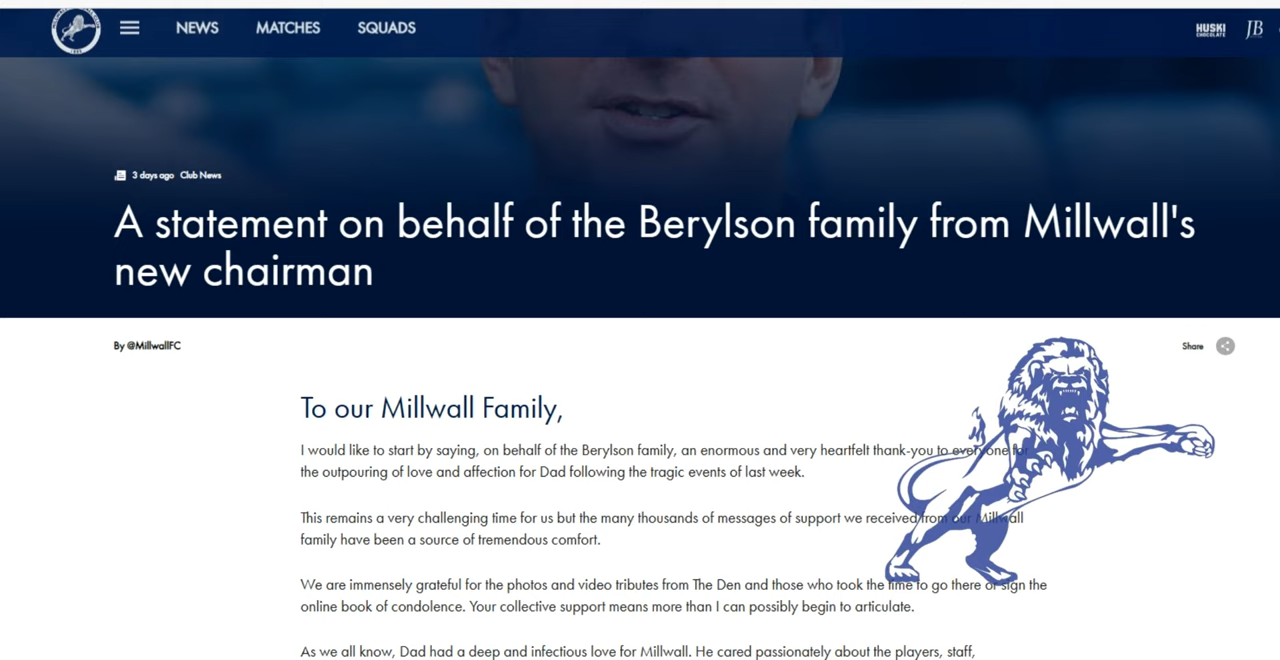 NEWS MATCHES SQUADS
HUSKI
CHOCOLATE
JB
3 days ago Club News
A statement on behalf of the Berylson family from Millwall's
new chairman
By @MillwallFC
Share
To our Millwall Family,
I would like to start by saying, on behalf of the Berylson family, an enormous and very heartfelt thank-you to everyone for
the outpouring of love and affection for Dad following the tragic events of last week.
This remains a very challenging time for us but the many thousands of messages of support we received from our Millwall
family have been a source of tremendous comfort.
We are immensely grateful for the photos and video tributes from The Den and those who took the time to go there or sign the
online book of condolence. Your collective support means more than I can possibly begin to articulate.
As we all know, Dad had a deep and infectious love for Millwall. He cared passionately about the players, staff,